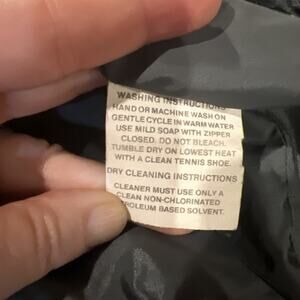 WASHING INSTRUCTIONS
HAND OR MACHINE WASH ON
GENTLE CYCLE IN WARM WATER
USE MILD SOAP WITH ZIPPER
CLOSED. DO NOT BLEACH.
TUMBLE DRY ON LOWEST HEAT
WITH A CLEAN TENNIS SHOE.
DRY CLEANING INSTRUCTIONS
CLEANER MUST USE ONLY A
CLEAN NON-CHLORINATED
ROLEUM BASED SOLVENT.